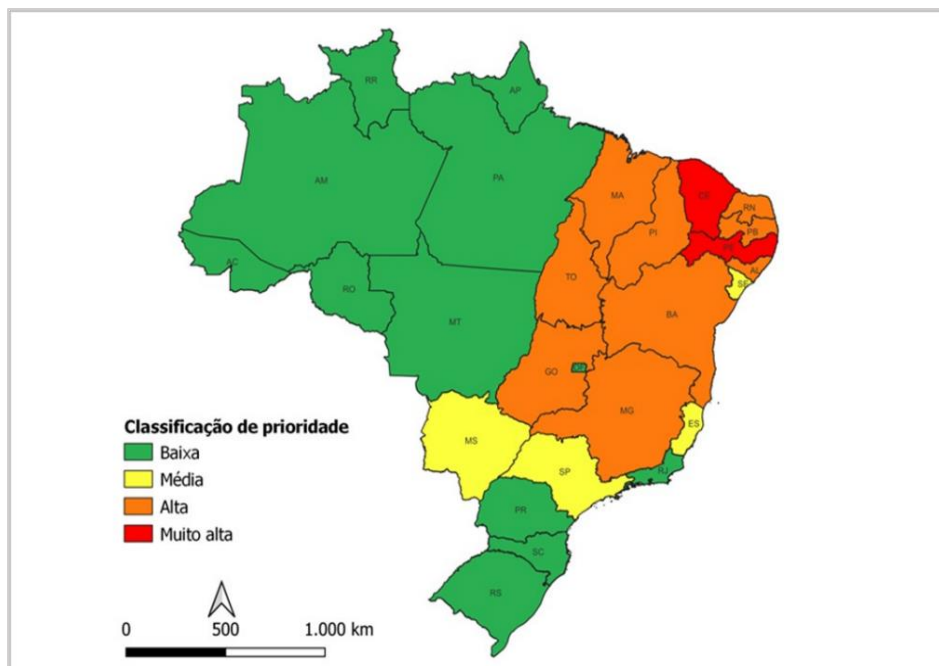 RR
AP
AM
PA
MA
CE
RN
PB
PI
PE
AL
SE
AC
TO
RO
BA
MT
DF
GO
MG
Classificação de prioridade
ES
MS
Baixa
SP
RJ
Média
Alta
PR
Muito alta
SC
RS
0 500 1.000 km